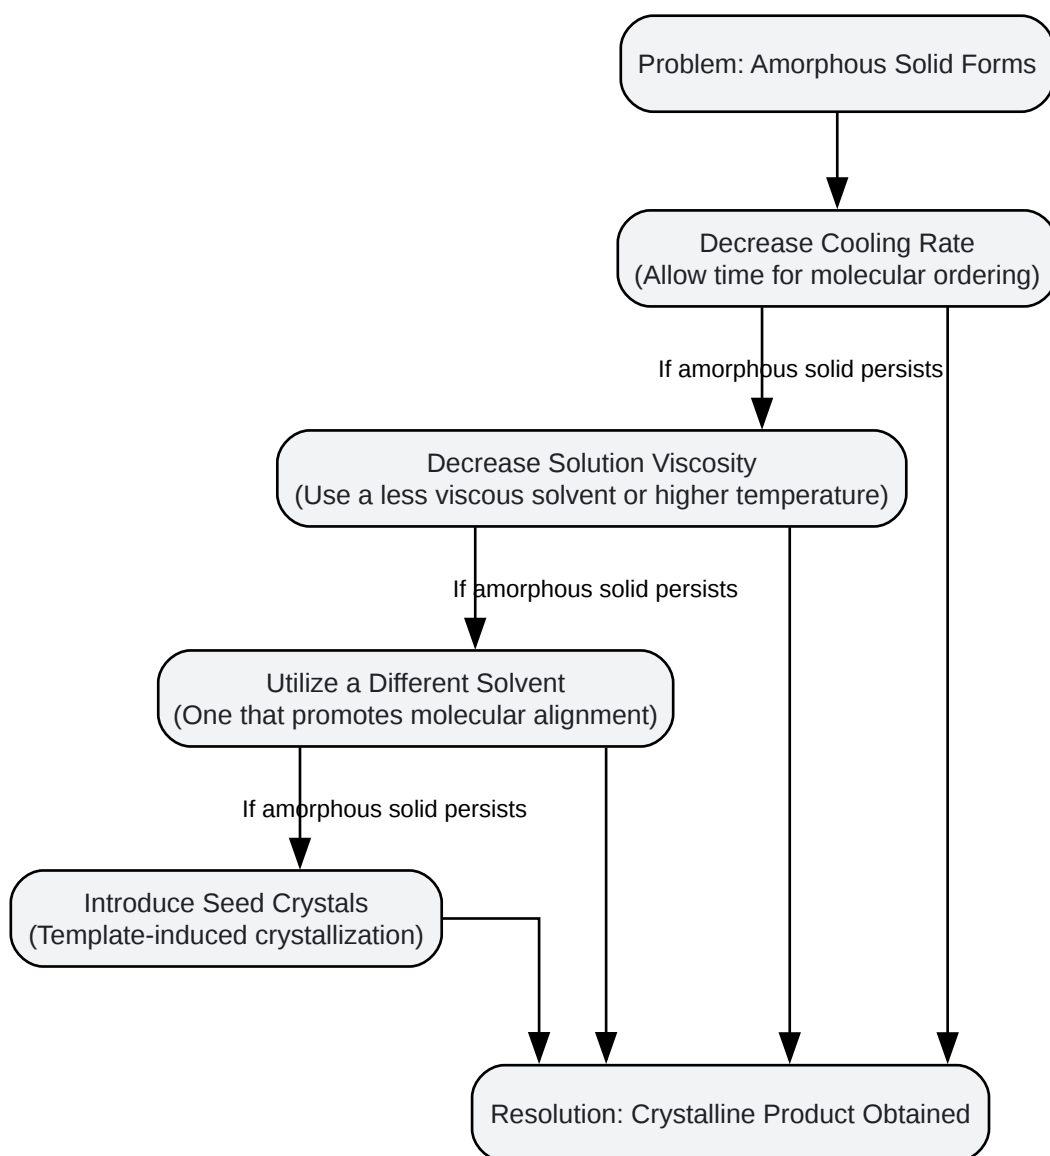 Problem: Amorphous Solid Forms
Decrease Cooling Rate
(Allow time for molecular ordering)
If amorphous solid persists
Decrease Solution Viscosity
(Use a less viscous solvent or higher temperature)
If amorphous solid persists
Utilize a Different Solvent
(One that promotes molecular alignment)
If amorphous solid persists
Introduce Seed Crystals
(Template-induced crystallization)
Resolution: Crystalline Product Obtained